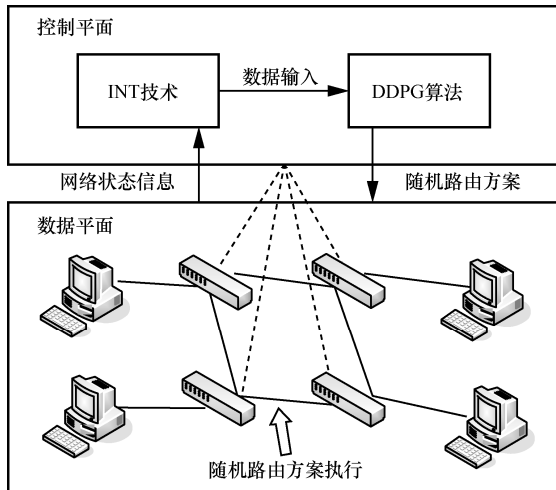 控制平面
INT技术
数据输入
DDPG算法
网络状态信息
随机路由方案
数据平面
随机路由方案执行